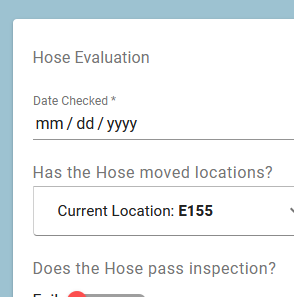 Hose Evaluation
Date Checked *
mm / dd / yyyy
Has the Hose moved locations?
Current Location: E155
Does the Hose pass inspection?
Fail